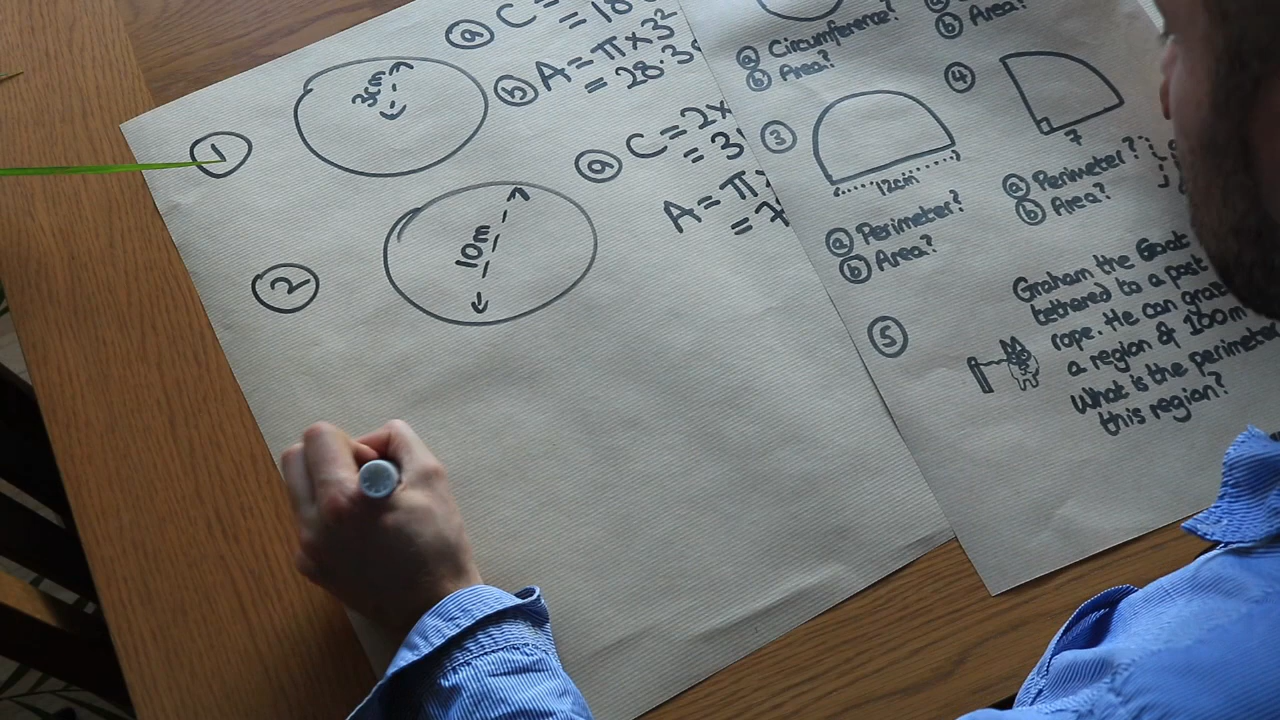 ①
3cm
ⓐ C =
= 18
ⓑ A = π × 3²
= 28.3
②
10m
ⓐ C = 2×
= 3
A = π
= 7
ⓐ Circumference?
ⓑ Area?
ⓑ Area?
③
12cm
ⓐ Perimeter?
ⓑ Area?
④
7
ⓐ Perimeter?
ⓑ Area?
⑤
Graham the Goat
tethered to a post
rope. He can graze
a region of 100m
What is the perimeter
this region?